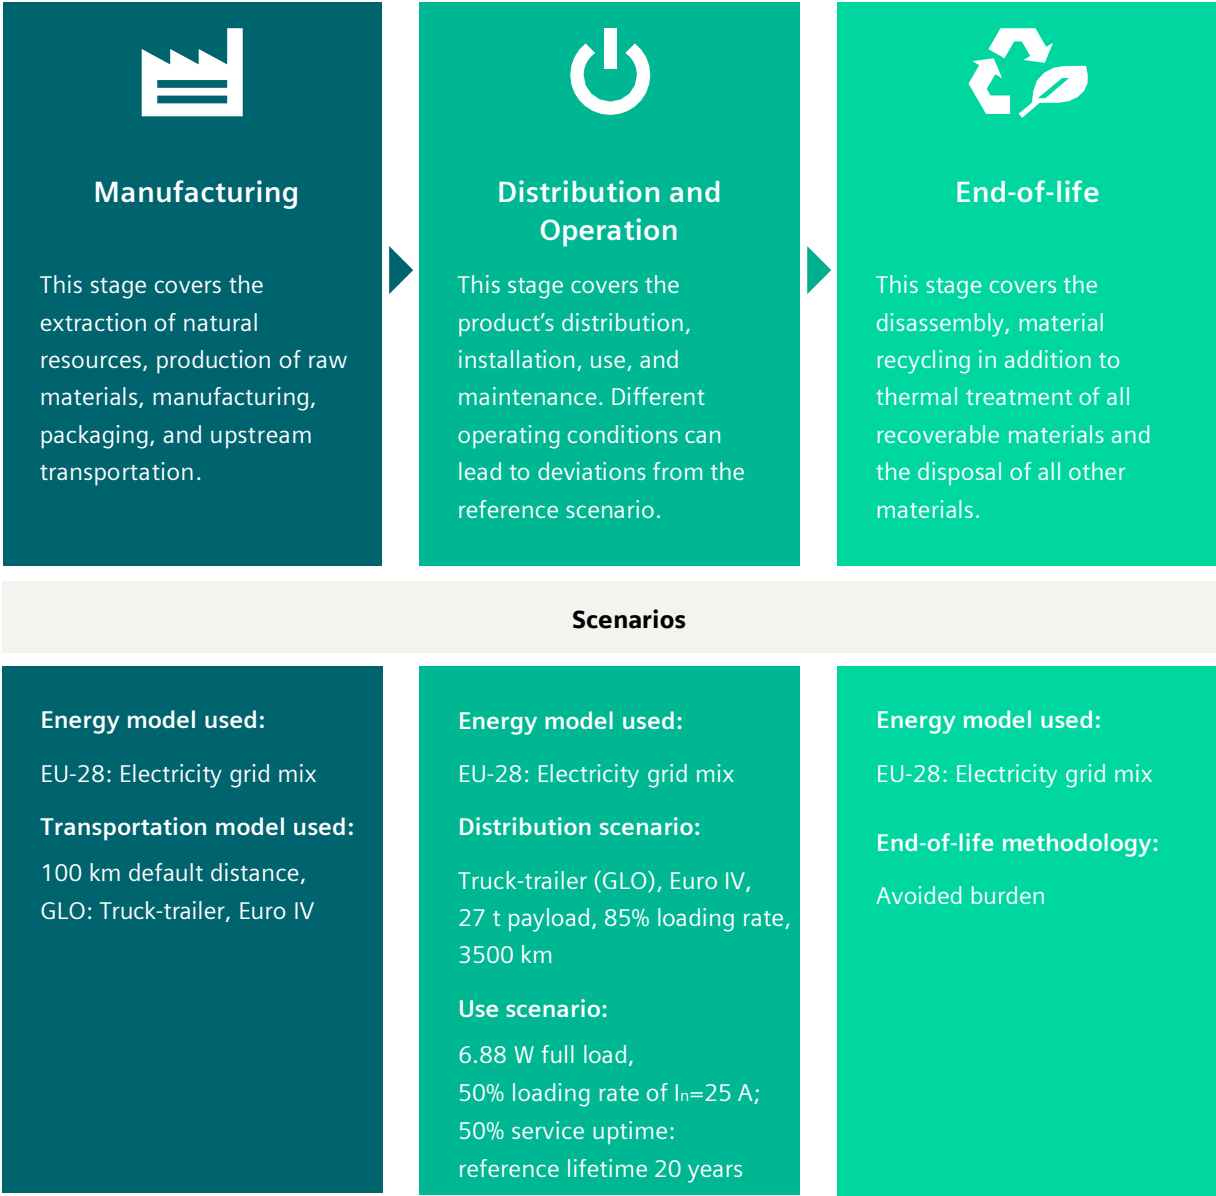 Manufacturing
This stage covers the
extraction of natural
resources, production of raw
materials, manufacturing,
packaging, and upstream
transportation.
Distribution and
Operation
This stage covers the
product’s distribution,
installation, use, and
maintenance. Different
operating conditions can
lead to deviations from the
reference scenario.
End-of-life
This stage covers the
disassembly, material
recycling in addition to
thermal treatment of all
recoverable materials and
the disposal of all other
materials.
Scenarios
Energy model used:
EU-28: Electricity grid mix
Transportation model used:
100 km default distance,
GLO: Truck-trailer, Euro IV
Energy model used:
EU-28: Electricity grid mix
Distribution scenario:
Truck-trailer (GLO), Euro IV,
27 t payload, 85% loading rate,
3500 km
Use scenario:
6.88 W full load,
50% loading rate of Iₙ=25 A;
50% service uptime:
reference lifetime 20 years
Energy model used:
EU-28: Electricity grid mix
End-of-life methodology:
Avoided burden